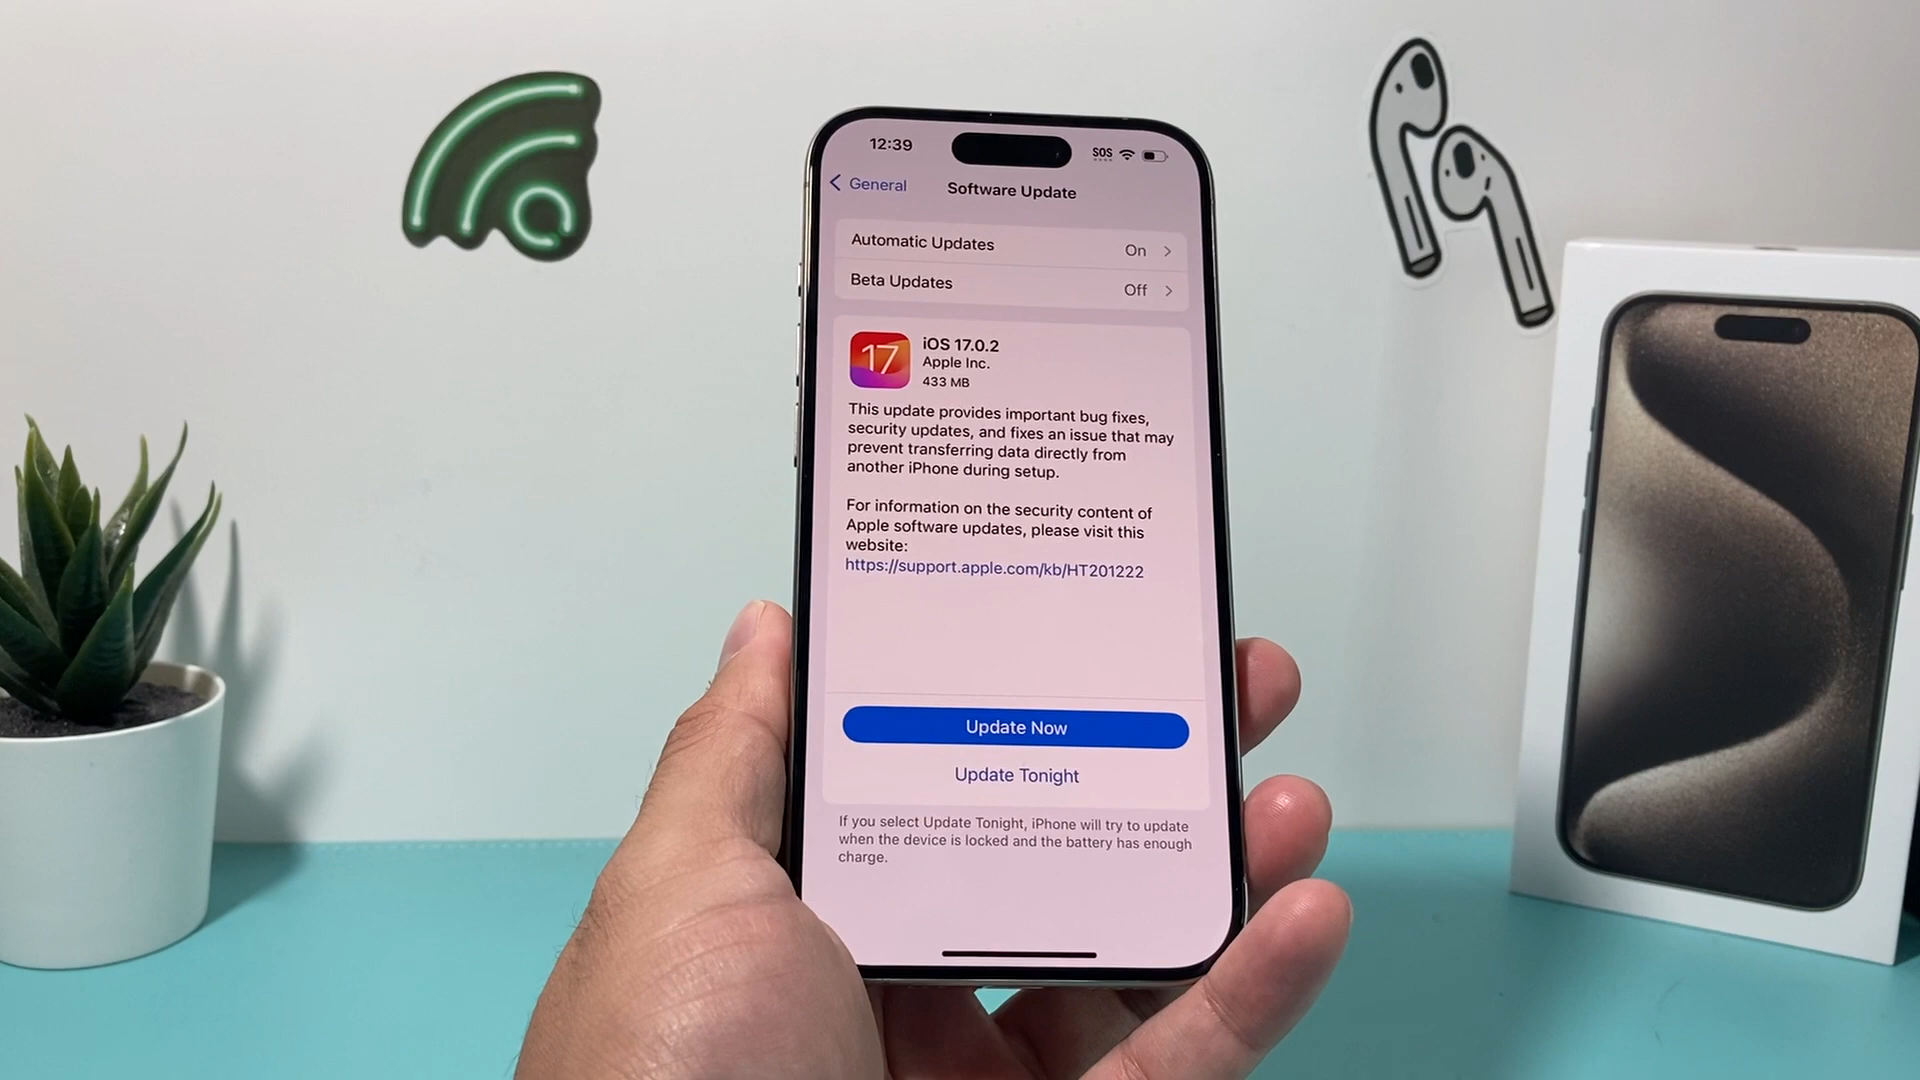 12:39
SOS
General
Software Update
Automatic Updates
On
Beta Updates
Off
17
iOS 17.0.2
Apple Inc.
433 MB
This update provides important bug fixes,
security updates, and fixes an issue that may
prevent transferring data directly from
another iPhone during setup.
For information on the security content of
Apple software updates, please visit this
website:
https://support.apple.com/kb/HT201222
Update Now
Update Tonight
If you select Update Tonight, iPhone will try to update
when the device is locked and the battery has enough
charge.